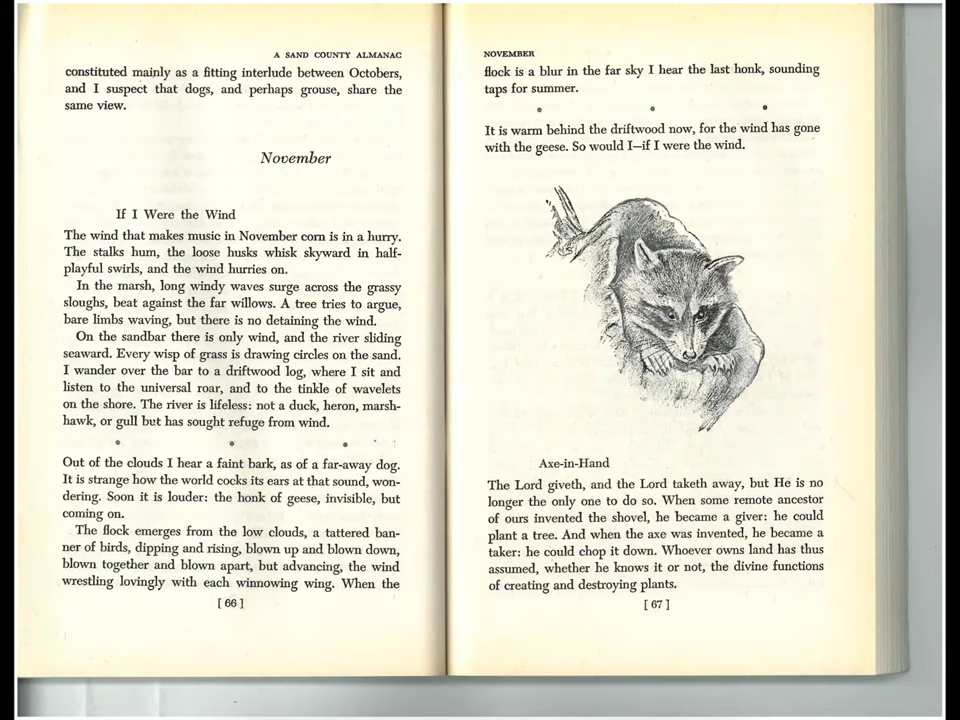 A SAND COUNTY ALMANAC
constituted mainly as a fitting interlude between Octobers,
and I suspect that dogs, and perhaps grouse, share the
same view.
November
If I Were the Wind
The wind that makes music in November corn is in a hurry.
The stalks hum, the loose husks whisk skyward in half-
playful swirls, and the wind hurries on.
In the marsh, long windy waves surge across the grassy
sloughs, beat against the far willows. A tree tries to argue,
bare limbs waving, but there is no detaining the wind.
On the sandbar there is only wind, and the river sliding
seaward. Every wisp of grass is drawing circles on the sand.
I wander over the bar to a driftwood log, where I sit and
listen to the universal roar, and to the tinkle of wavelets
on the shore. The river is lifeless: not a duck, heron, marsh-
hawk, or gull but has sought refuge from wind.
Out of the clouds I hear a faint bark, as of a far-away dog.
It is strange how the world cocks its ears at that sound, won-
dering. Soon it is louder: the honk of geese, invisible, but
coming on.
The flock emerges from the low clouds, a tattered ban-
ner of birds, dipping and rising, blown up and blown down,
blown together and blown apart, but advancing, the wind
wrestling lovingly with each winnowing wing. When the
[ 66 ]
NOVEMBER
flock is a blur in the far sky I hear the last honk, sounding
taps for summer.
It is warm behind the driftwood now, for the wind has gone
with the geese. So would I—if I were the wind.
Axe-in-Hand
The Lord giveth, and the Lord taketh away, but He is no
longer the only one to do so. When some remote ancestor
of ours invented the shovel, he became a giver: he could
plant a tree. And when the axe was invented, he became a
taker: he could chop it down. Whoever owns land has thus
assumed, whether he knows it or not, the divine functions
of creating and destroying plants.
[ 67 ]